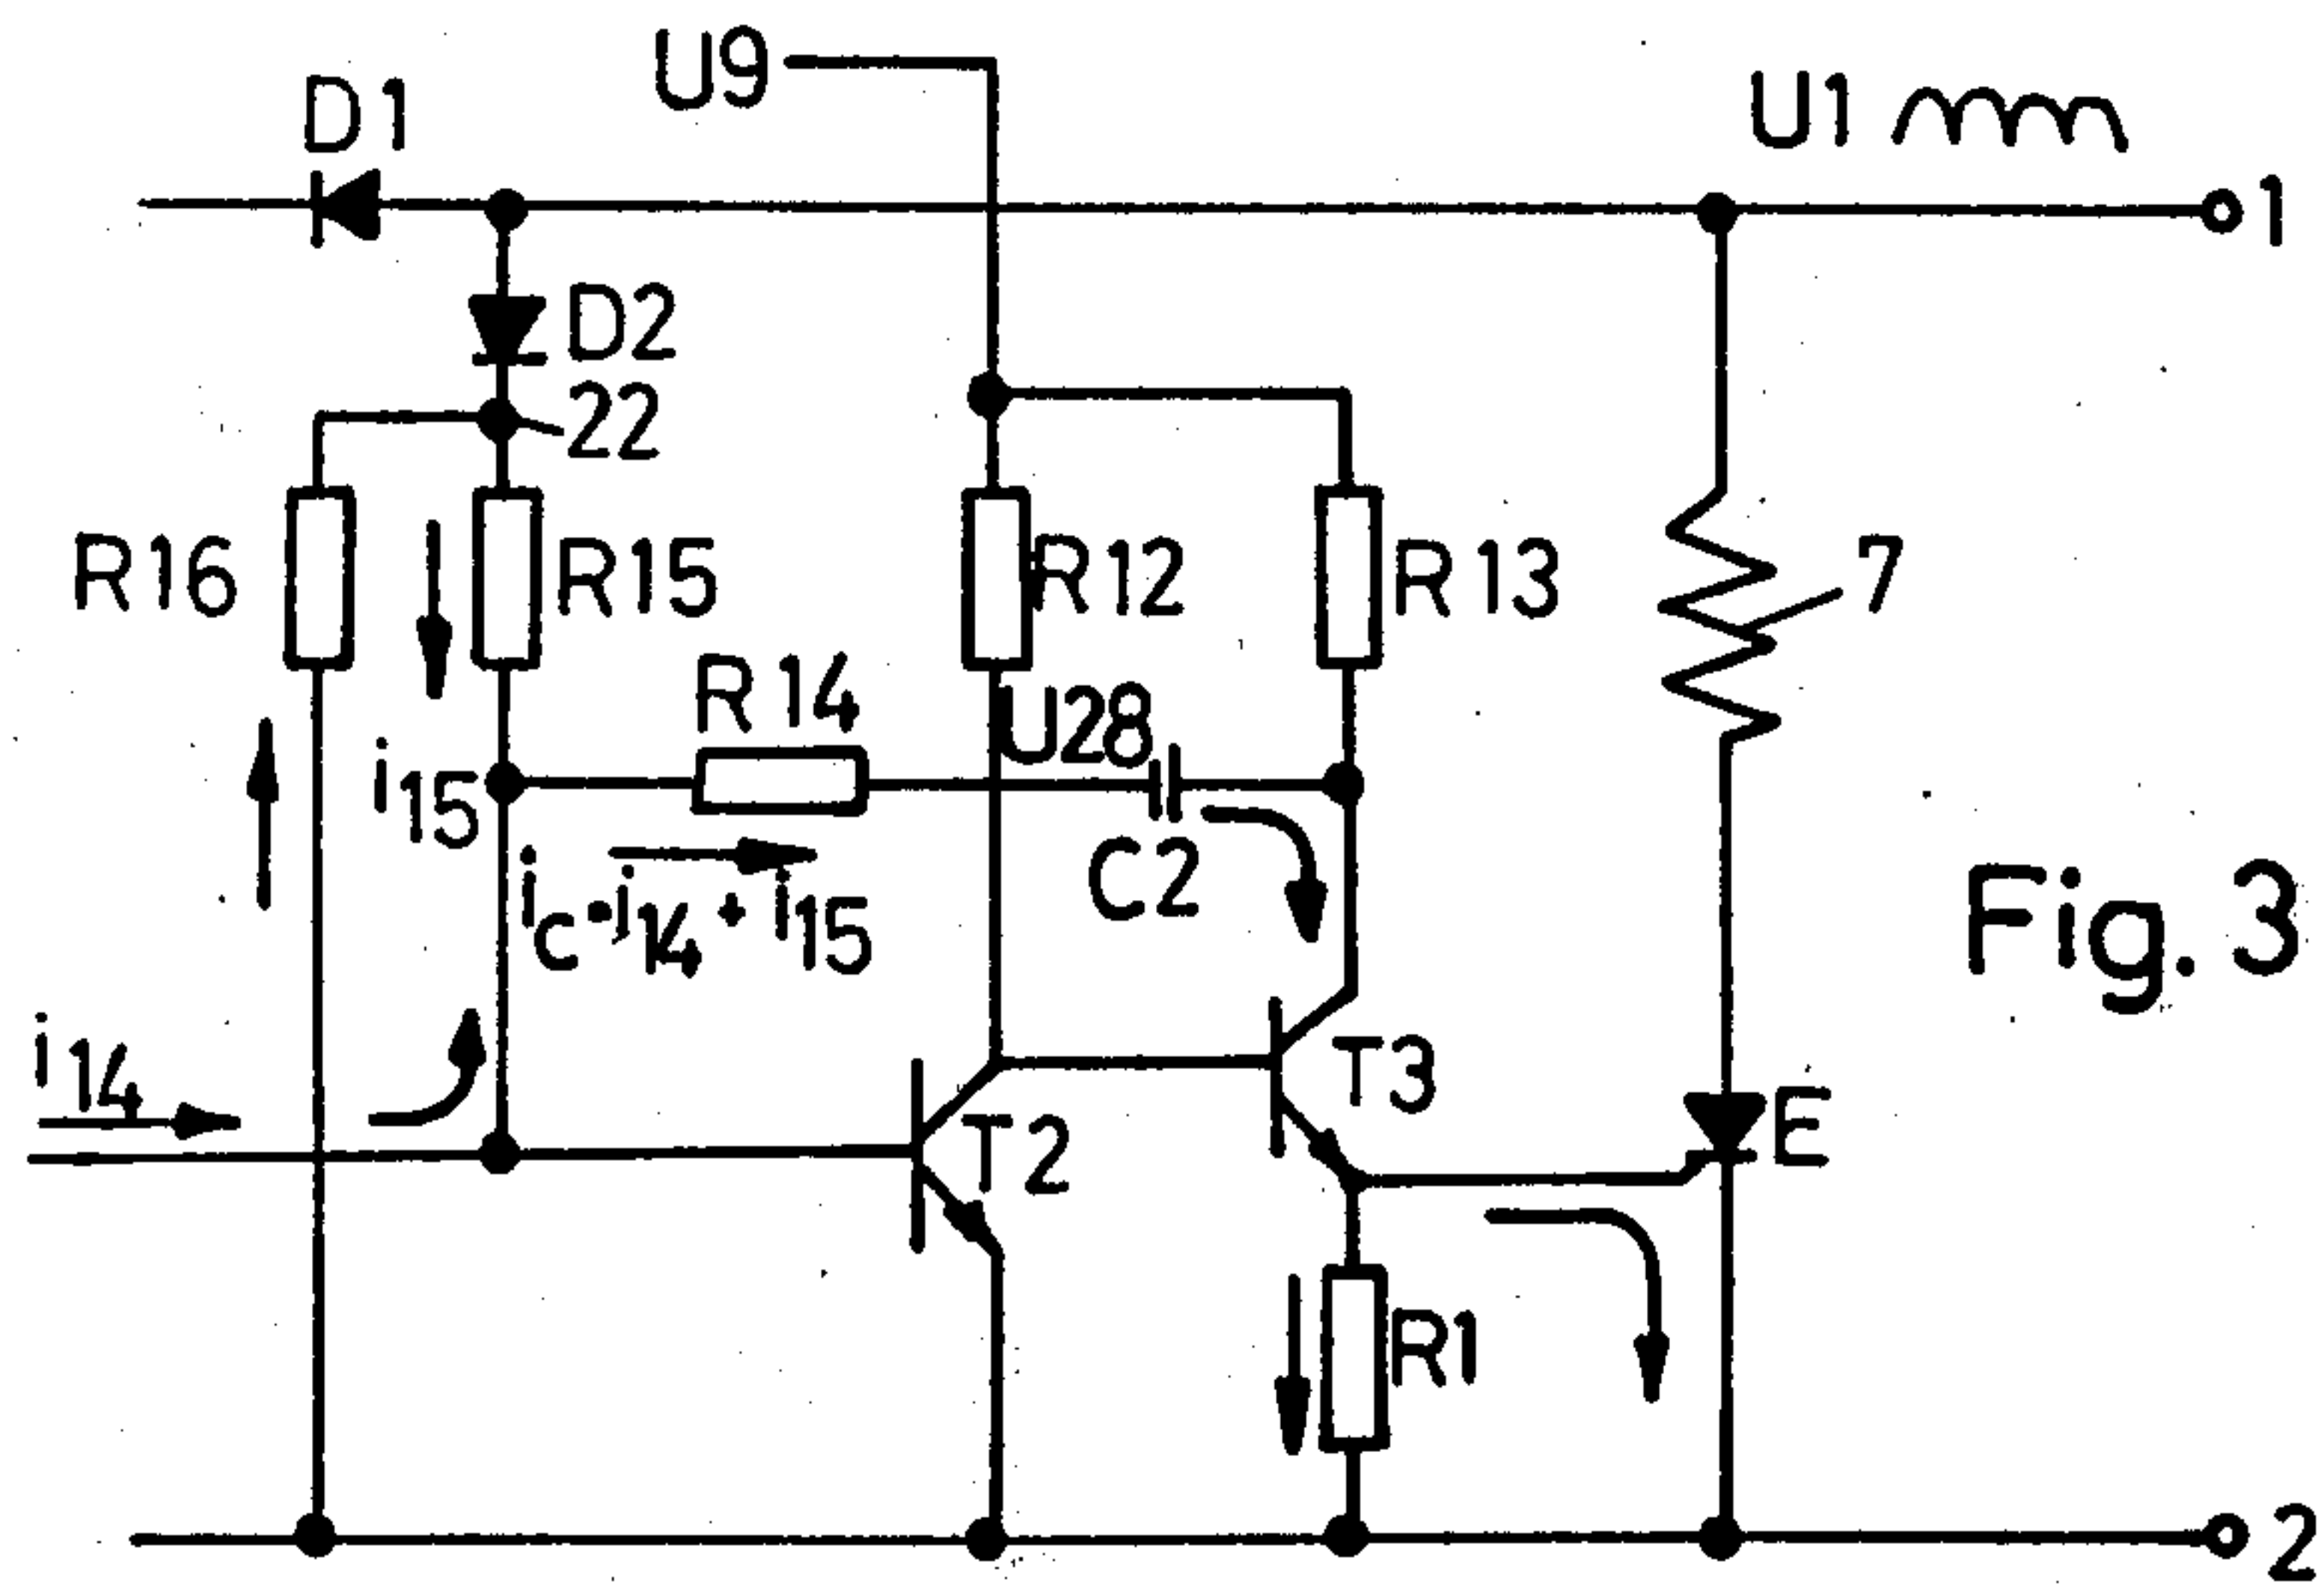 U9
D1
U1
1
D2
22
R16
R15
R12
R13
7
R14
U28
i15
C2
ic • i14 + i15
Fig. 3
i14
T3
E
T2
R1
2